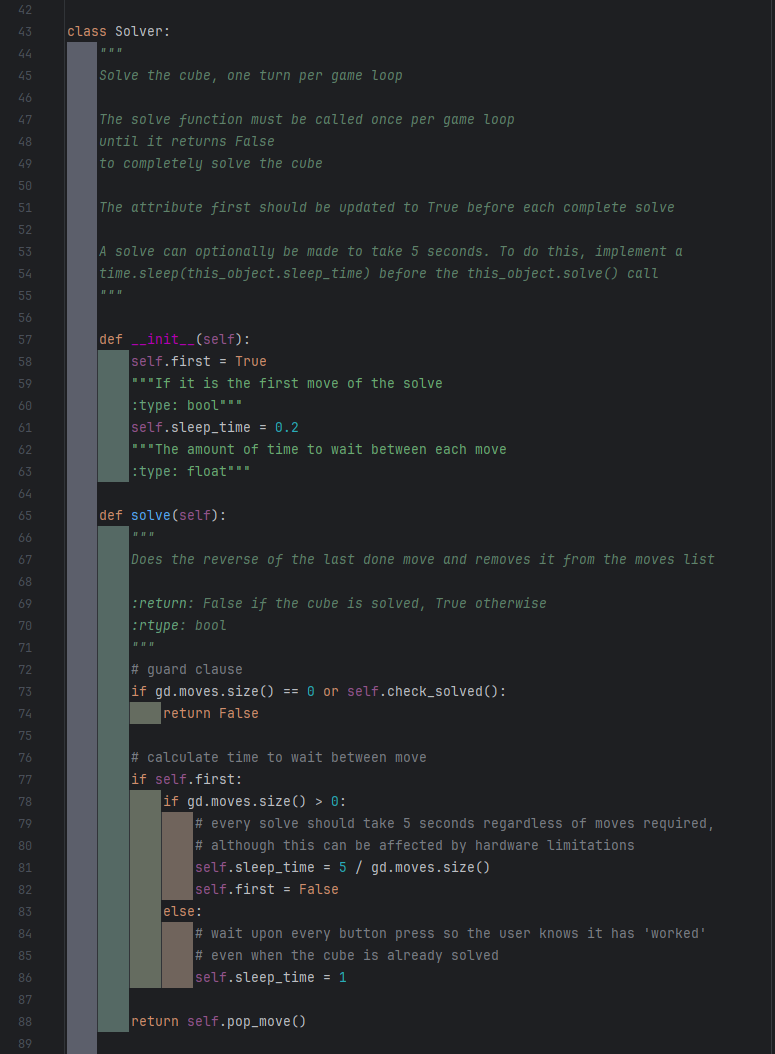 42
43 class Solver:
44 """
45 Solve the cube, one turn per game loop
46
47 The solve function must be called once per game loop
48 until it returns False
49 to completely solve the cube
50
51 The attribute first should be updated to True before each complete solve
52
53 A solve can optionally be made to take 5 seconds. To do this, implement a
54 time.sleep(this_object.sleep_time) before the this_object.solve() call
55 """
56
57 def __init__(self):
58 self.first = True
59 """If it is the first move of the solve
60 :type: bool"""
61 self.sleep_time = 0.2
62 """The amount of time to wait between each move
63 :type: float"""
64
65 def solve(self):
66 """
67 Does the reverse of the last done move and removes it from the moves list
68
69 :return: False if the cube is solved, True otherwise
70 :rtype: bool
71 """
72 # guard clause
73 if gd.moves.size() == 0 or self.check_solved():
74 return False
75
76 # calculate time to wait between move
77 if self.first:
78 if gd.moves.size() > 0:
79 # every solve should take 5 seconds regardless of moves required,
80 # although this can be affected by hardware limitations
81 self.sleep_time = 5 / gd.moves.size()
82 self.first = False
83 else:
84 # wait upon every button press so the user knows it has 'worked'
85 # even when the cube is already solved
86 self.sleep_time = 1
87
88 return self.pop_move()
89